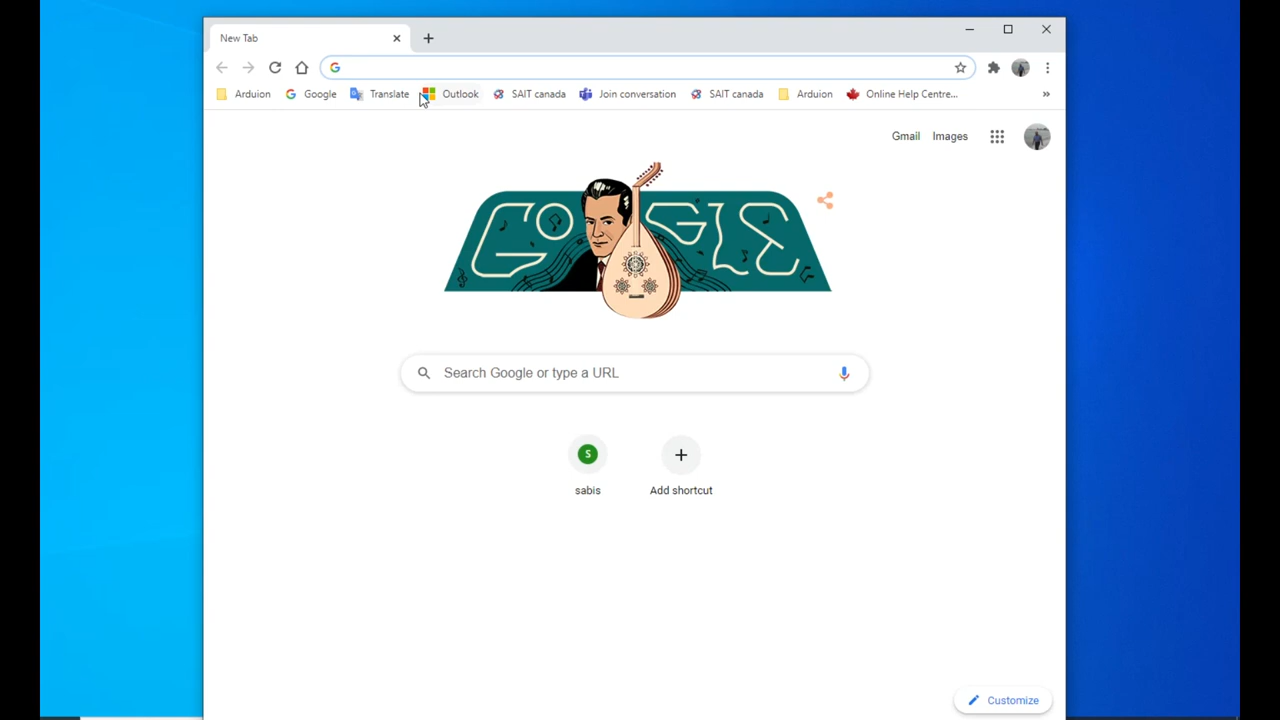 New Tab
Arduion Google Translate Outlook SAIT canada Join conversation SAIT canada Arduion Online Help Centre... »
Gmail Images
GOOGLE
Search Google or type a URL
S
sabis Add shortcut
Customize